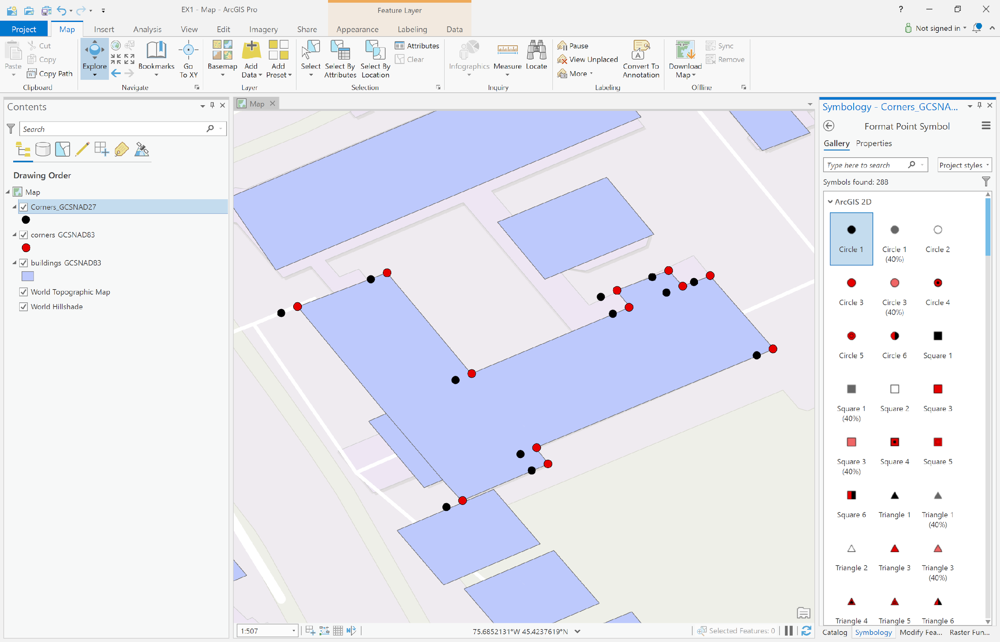 EX1 - Map - ArcGIS Pro
Feature Layer
?
Project Map Insert Analysis View Edit Imagery Share Appearance Labeling Data
Not signed in
Paste
Cut
Copy
Copy Path
Clipboard
Explore
Bookmarks
Go To XY
Navigate
Basemap
Add Data
Add Preset
Layer
Select
Select By Attributes
Select By Location
Attributes
Clear
Selection
Infographics
Measure
Locate
Inquiry
Pause
View Unplaced
More
A
Convert To Annotation
Labeling
Download Map
Sync
Remove
Offline
Contents
Search
Drawing Order
Map
Corners_GCSNAD27
corners GCSNAD83
buildings GCSNAD83
World Topographic Map
World Hillshade
Map
1:507
N
75.6852131°W 45.4237619°N
Selected Features: 0
Symbology - Corners_GCSNA...
Format Point Symbol
Gallery Properties
Type here to search
Project styles
Symbols found: 288
ArcGIS 2D
Circle 1
Circle 1 (40%)
Circle 2
Circle 3
Circle 3 (40%)
Circle 4
Circle 5
Circle 6
Square 1
Square 1 (40%)
Square 2
Square 3
Square 3 (40%)
Square 4
Square 5
Square 6
Triangle 1
Triangle 1 (40%)
Triangle 2
Triangle 3
Triangle 3 (40%)
Triangle 4
Triangle 5
Triangle 6
Catalog Symbology Modify Fea... Raster Fun...